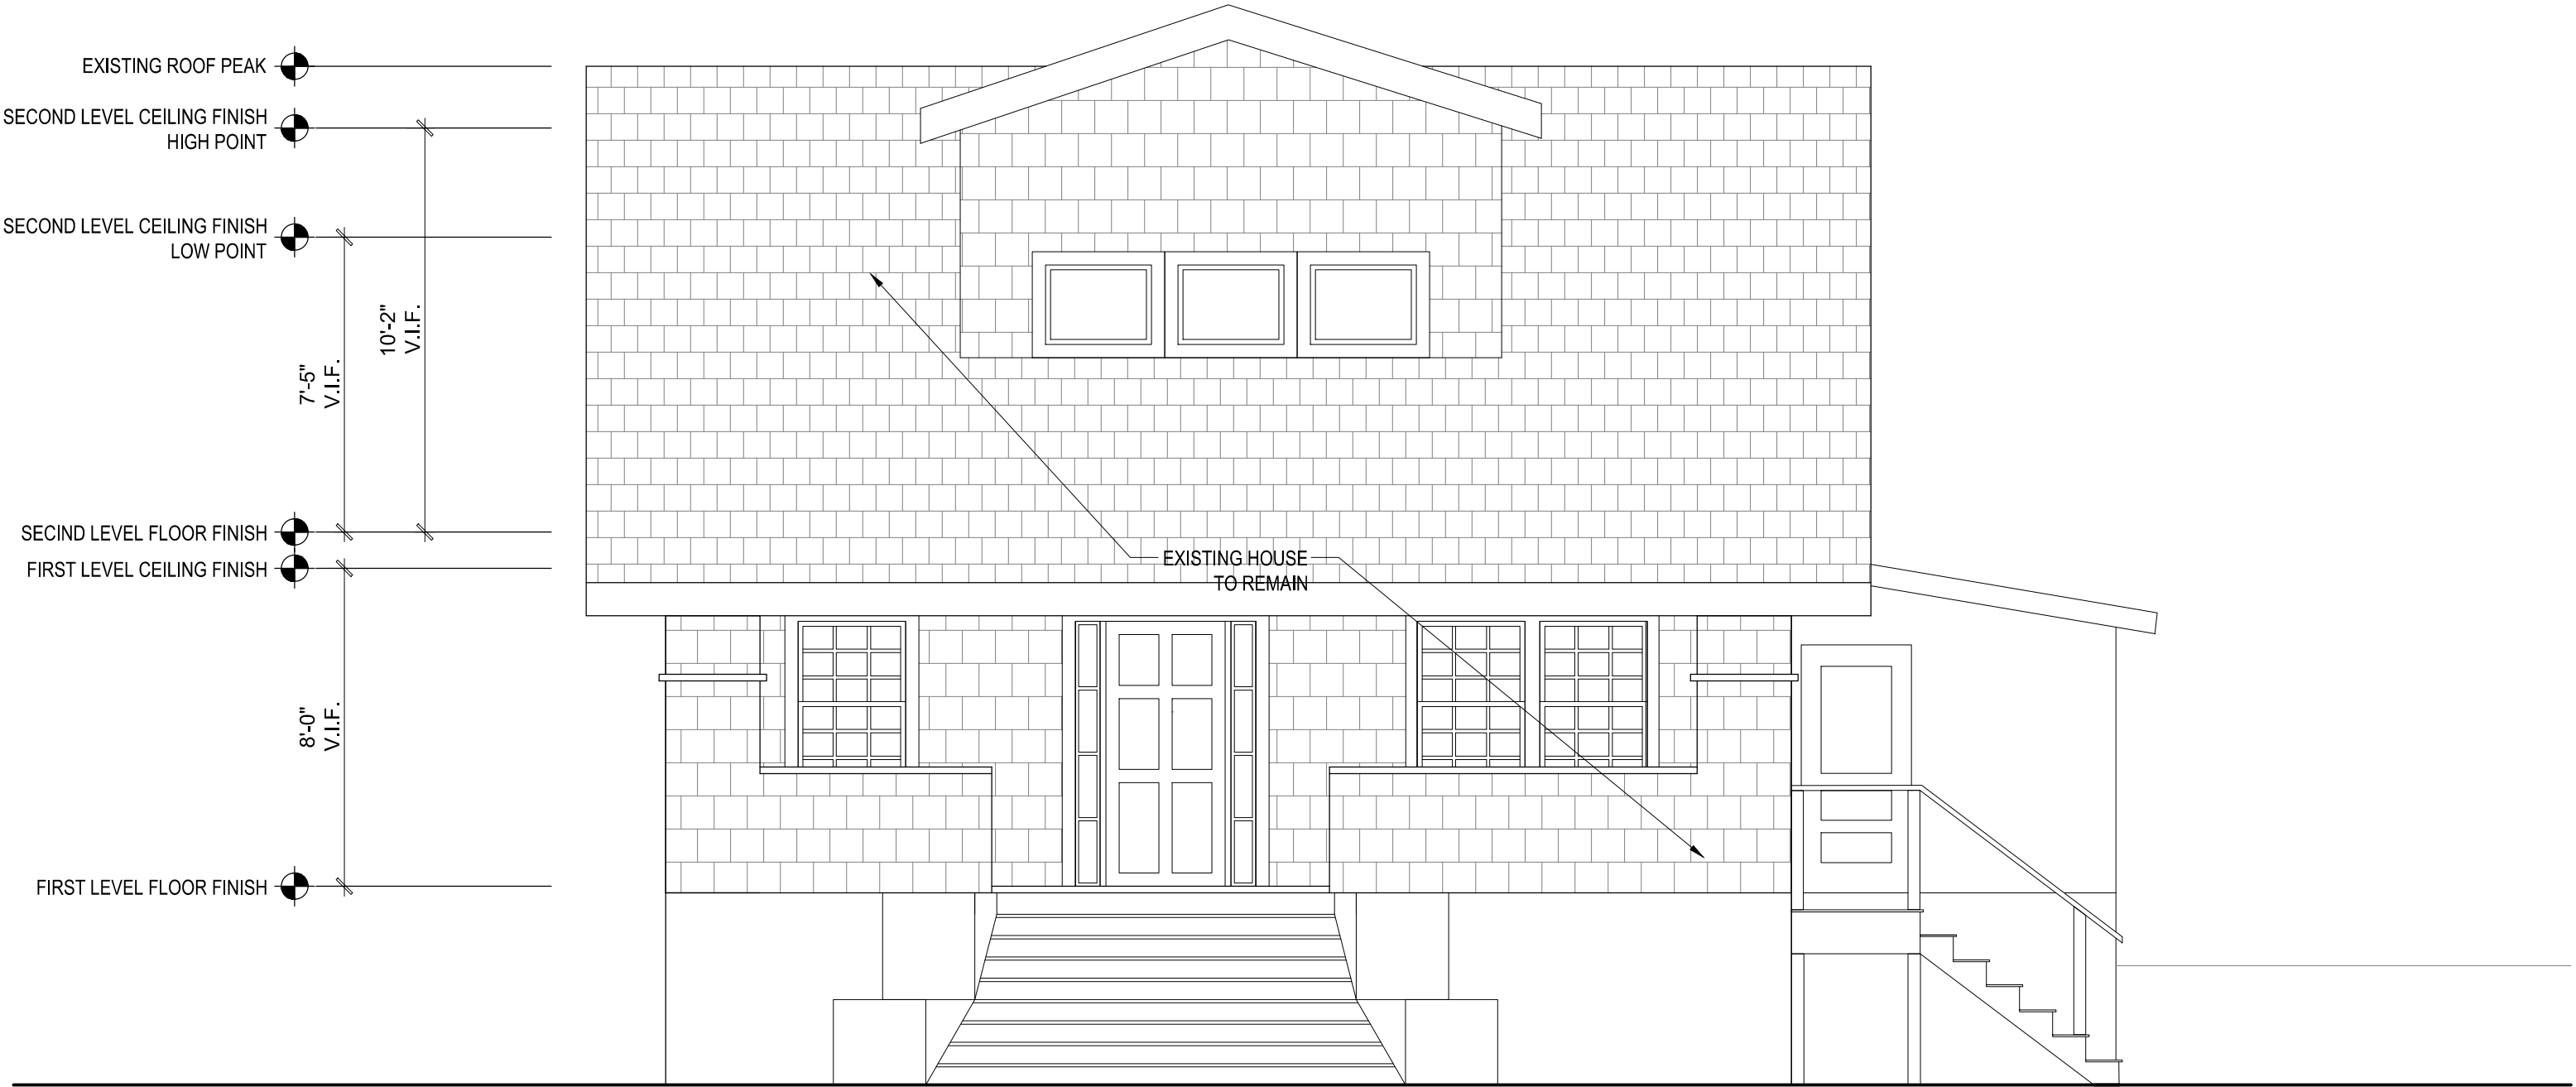 EXISTING ROOF PEAK
SECOND LEVEL CEILING FINISH
HIGH POINT
SECOND LEVEL CEILING FINISH
LOW POINT
10'-2"
V.I.F.
7'-5"
V.I.F.
SECIND LEVEL FLOOR FINISH
FIRST LEVEL CEILING FINISH
EXISTING HOUSE
TO REMAIN
8'-0"
V.I.F.
FIRST LEVEL FLOOR FINISH